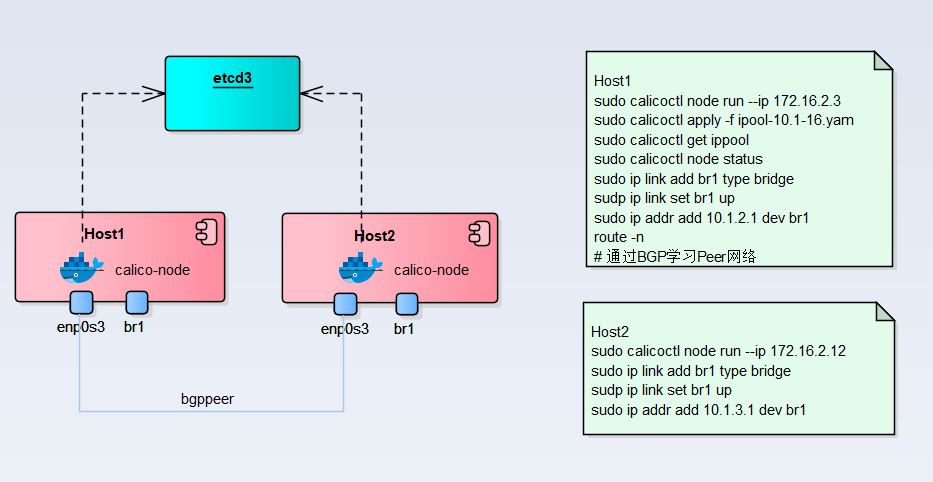 etcd3
Host1
calico-node
enp0s3
br1
Host2
calico-node
enp0s3
br1
bgppeer
Host1
sudo calicoctl node run --ip 172.16.2.3
sudo calicoctl apply -f ipool-10.1-16.yam
sudo calicoctl get ippool
sudo calicoctl node status
sudo ip link add br1 type bridge
sudp ip link set br1 up
sudo ip addr add 10.1.2.1 dev br1
route -n
# 通过BGP学习Peer网络
Host2
sudo calicoctl node run --ip 172.16.2.12
sudo ip link add br1 type bridge
sudp ip link set br1 up
sudo ip addr add 10.1.3.1 dev br1